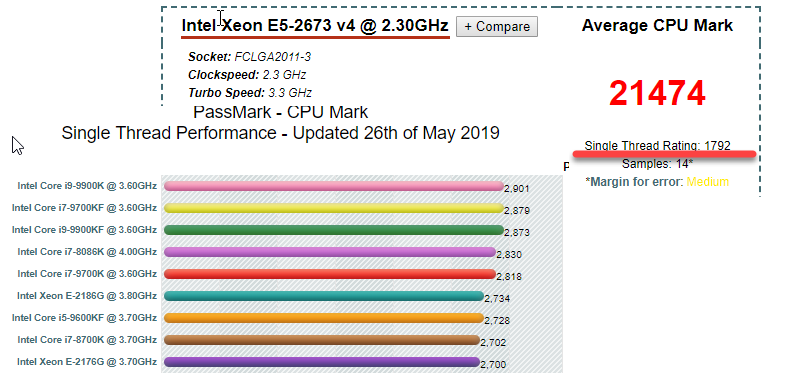 Intel Xeon E5-2673 v4 @ 2.30GHz
+ Compare
Average CPU Mark
Socket: FCLGA2011-3
Clockspeed: 2.3 GHz
Turbo Speed: 3.3 GHz
21474
Single Thread Rating: 1792
Samples: 14*
*Margin for error: Medium
PassMark - CPU Mark
Single Thread Performance - Updated 26th of May 2019
Intel Core i9-9900K @ 3.60GHz 2,901
Intel Core i7-9700KF @ 3.60GHz 2,879
Intel Core i9-9900KF @ 3.60GHz 2,873
Intel Core i7-8086K @ 4.00GHz 2,830
Intel Core i7-9700K @ 3.60GHz 2,818
Intel Xeon E-2186G @ 3.80GHz 2,734
Intel Core i5-9600KF @ 3.70GHz 2,728
Intel Core i7-8700K @ 3.70GHz 2,702
Intel Xeon E-2176G @ 3.70GHz 2,700